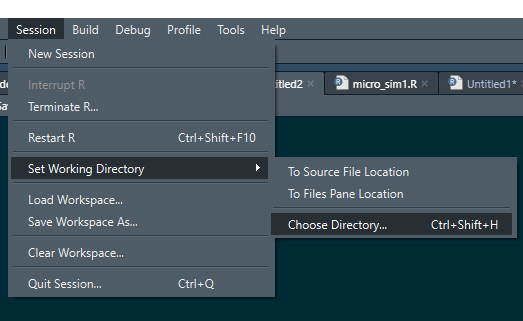 Session Build Debug Profile Tools Help
New Session
Interrupt R
Terminate R...
Restart R Ctrl+Shift+F10
Set Working Directory
Load Workspace...
Save Workspace As...
Clear Workspace...
Quit Session... Ctrl+Q
To Source File Location
To Files Pane Location
Choose Directory... Ctrl+Shift+H
titled2 × micro_sim1.R × Untitled1*